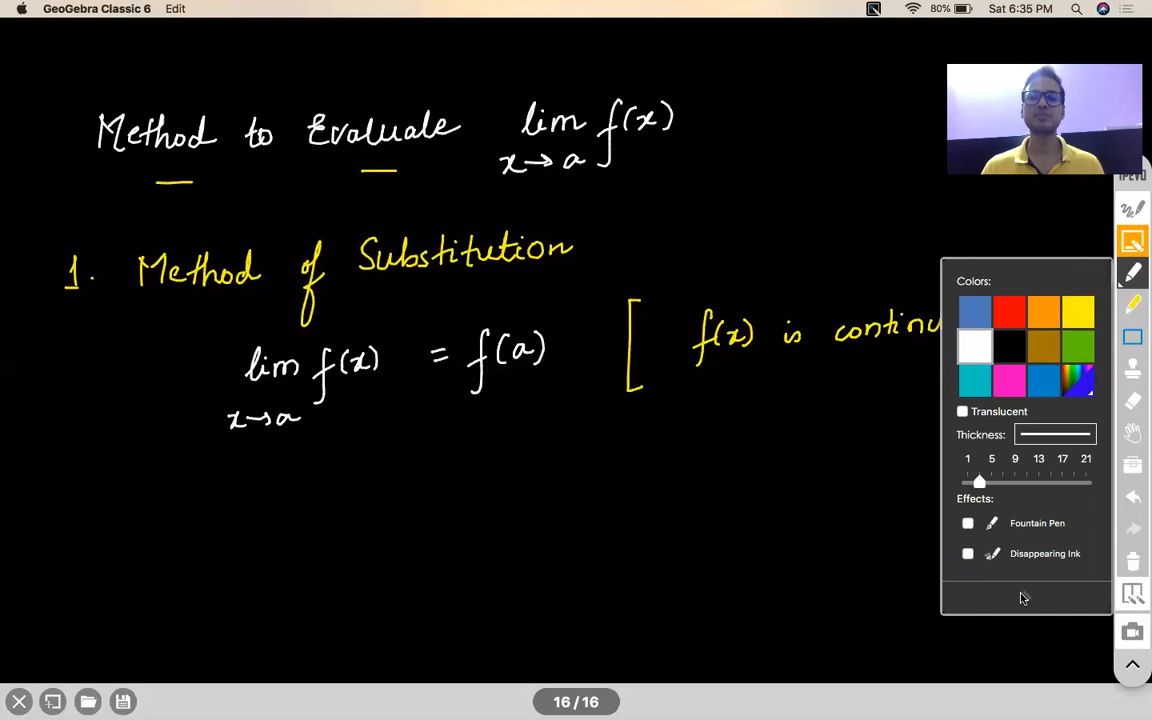 GeoGebra Classic 6 Edit 80% Sat 6:35 PM
Method to Evaluate lim f(x)
x→a
1. Method of Substitution
lim f(x) = f(a) [ f(x) is continu
x→a
IPEVO
Colors:
Translucent
Thickness:
1 5 9 13 17 21
Effects:
Fountain Pen
Disappearing Ink
16 / 16